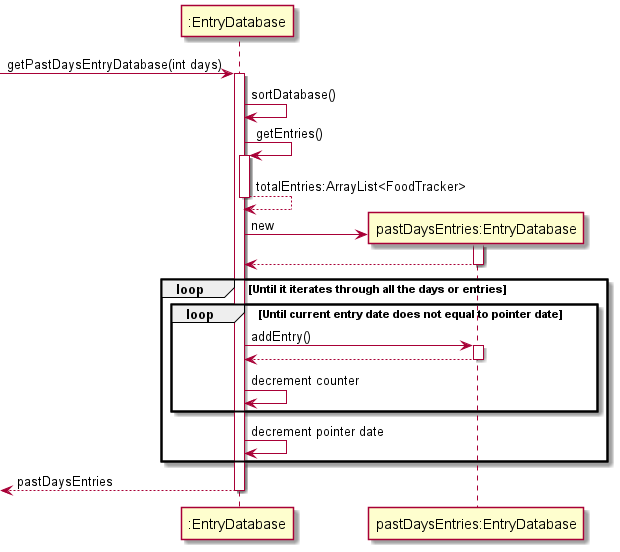 :EntryDatabase
getPastDaysEntryDatabase(int days)
sortDatabase()
getEntries()
totalEntries:ArrayList<FoodTracker>
new
pastDaysEntries:EntryDatabase
loop [Until it iterates through all the days or entries]
loop [Until current entry date does not equal to pointer date]
addEntry()
decrement counter
decrement pointer date
pastDaysEntries
:EntryDatabase pastDaysEntries:EntryDatabase